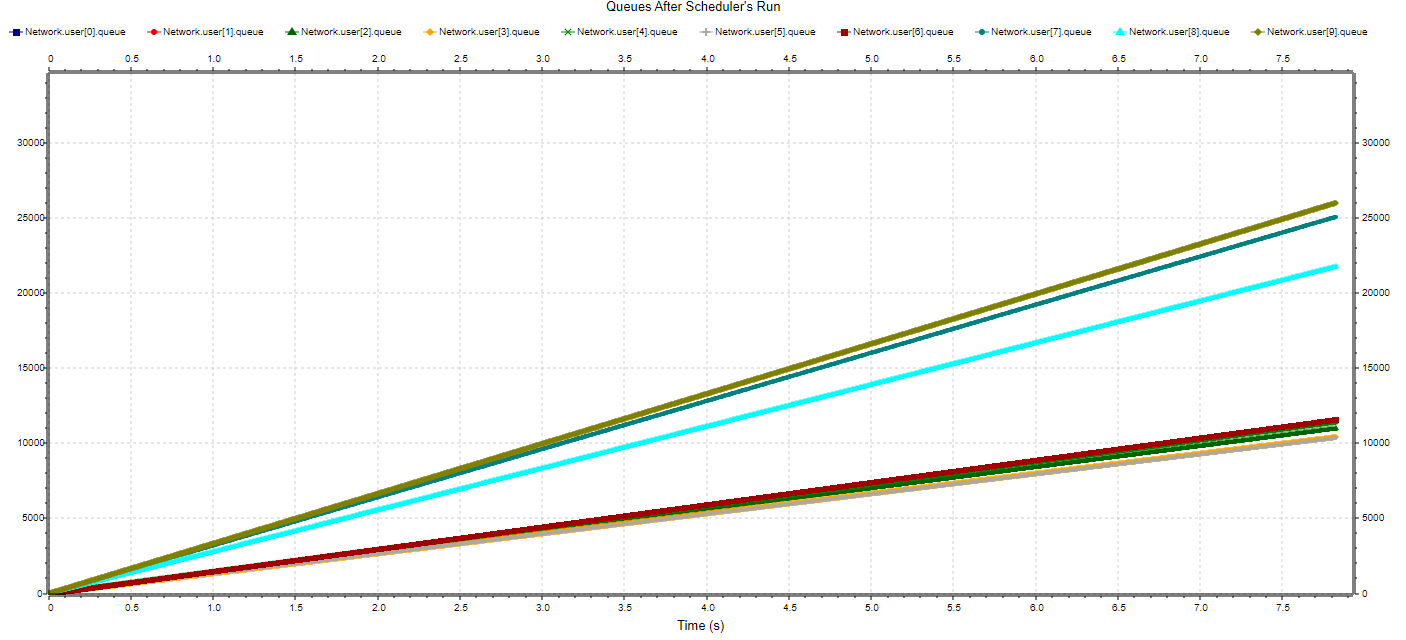 Queues After Scheduler's Run
Network.user[0].queue Network.user[1].queue Network.user[2].queue Network.user[3].queue Network.user[4].queue Network.user[5].queue Network.user[6].queue Network.user[7].queue Network.user[8].queue Network.user[9].queue
0 0.5 1.0 1.5 2.0 2.5 3.0 3.5 4.0 4.5 5.0 5.5 6.0 6.5 7.0 7.5
30000 30000
25000 25000
20000 20000
15000 15000
10000 10000
5000 5000
0 0
0 0.5 1.0 1.5 2.0 2.5 3.0 3.5 4.0 4.5 5.0 5.5 6.0 6.5 7.0 7.5
Time (s)